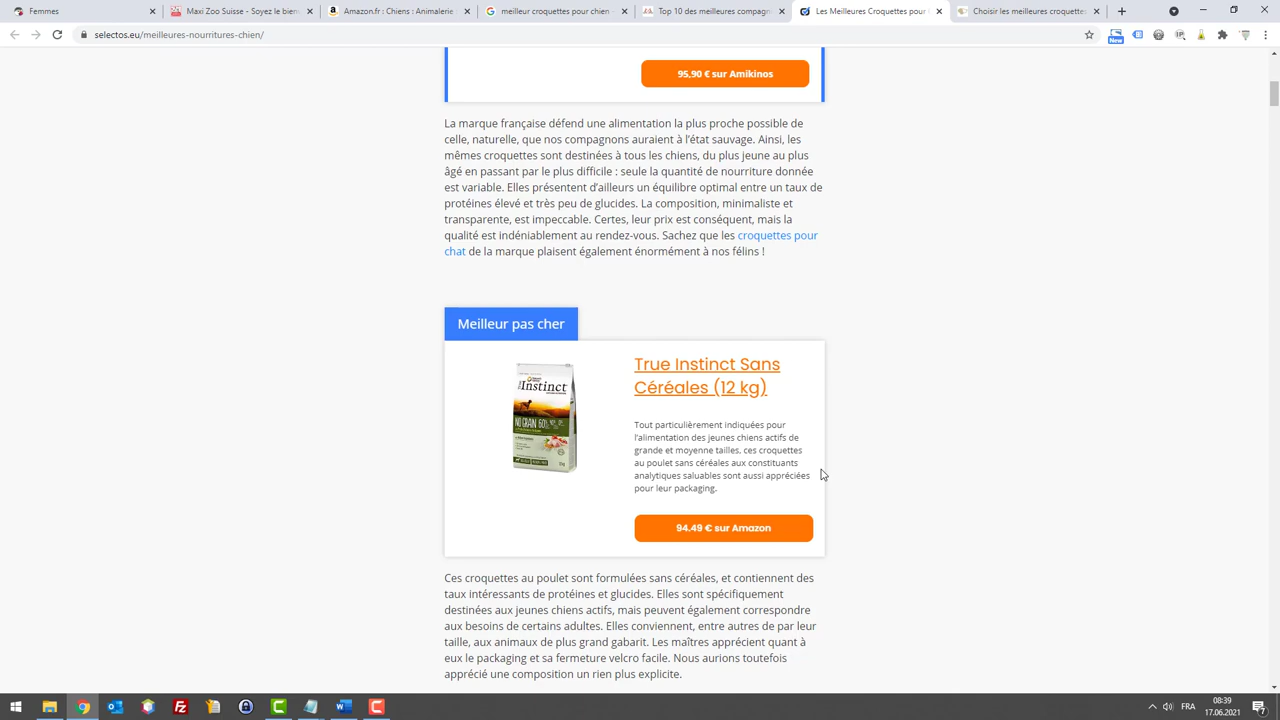 Femmes
Maxi Zoo Suisse - Soyez le bien
Amazon.fr : Chiens : Animalerie
meilleur croquettes pour chien
Top 10 des meilleures compagn
Les Meilleures Croquettes pour
Choisir les meilleures croquettes
selectos.eu/meilleures-nourritures-chien/
New
95,90 € sur Amikinos
La marque française défend une alimentation la plus proche possible de
celle, naturelle, que nos compagnons auraient à l'état sauvage. Ainsi, les
mêmes croquettes sont destinées à tous les chiens, du plus jeune au plus
âgé en passant par le plus difficile : seule la quantité de nourriture donnée
est variable. Elles présentent d'ailleurs un équilibre optimal entre un taux de
protéines élevé et très peu de glucides. La composition, minimaliste et
transparente, est impeccable. Certes, leur prix est conséquent, mais la
qualité est indéniablement au rendez-vous. Sachez que les croquettes pour
chat de la marque plaisent également énormément à nos félins !
Meilleur pas cher
True Instinct Sans
Céréales (12 kg)
Instinct
NO GRAIN 60%
Tout particulièrement indiquées pour
l'alimentation des jeunes chiens actifs de
grande et moyenne tailles, ces croquettes
au poulet sans céréales aux constituants
analytiques saluables sont aussi appréciées
pour leur packaging.
94.49 € sur Amazon
Ces croquettes au poulet sont formulées sans céréales, et contiennent des
taux intéressants de protéines et glucides. Elles sont spécifiquement
destinées aux jeunes chiens actifs, mais peuvent également correspondre
aux besoins de certains adultes. Elles conviennent, entre autres de par leur
taille, aux animaux de plus grand gabarit. Les maîtres apprécient quant à
eux le packaging et sa fermeture velcro facile. Nous aurions toutefois
apprécié une composition un rien plus explicite.
FRA
08:39
17.06.2021